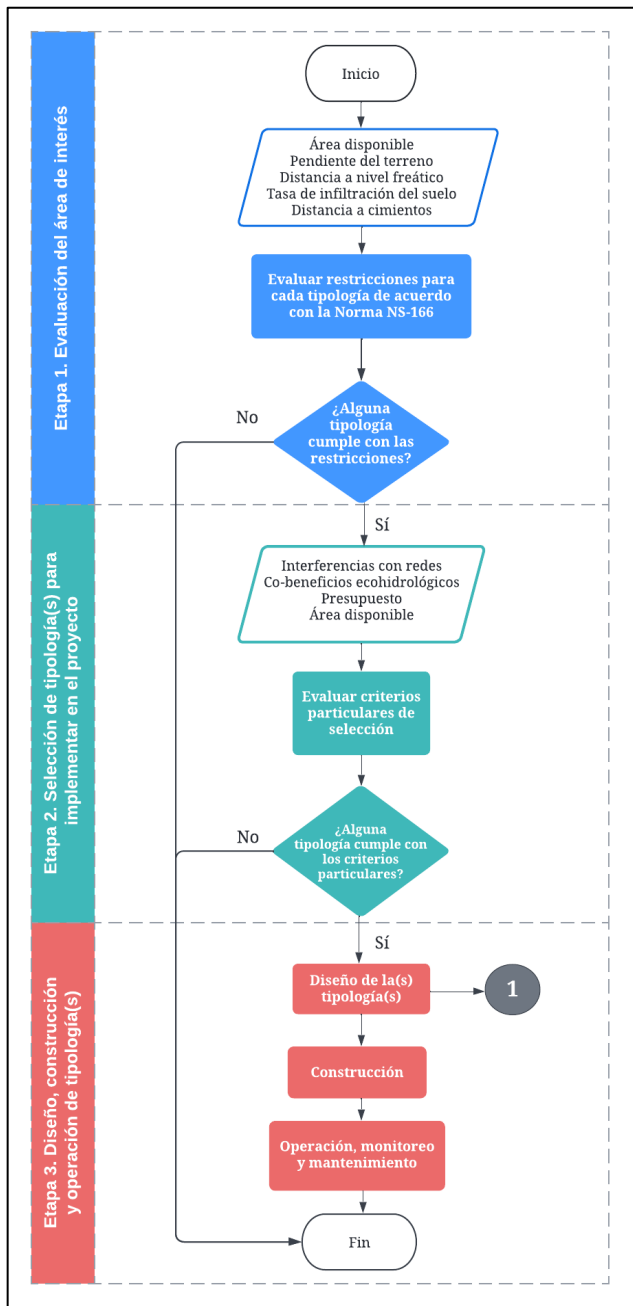 Etapa 1. Evaluación del área de interés
Inicio
Área disponible
Pendiente del terreno
Distancia a nivel freático
Tasa de infiltración del suelo
Distancia a cimientos
Evaluar restricciones para
cada tipología de acuerdo
con la Norma NS-166
¿Alguna
tipología
cumple con las
restricciones?
No
Sí
Etapa 2. Selección de tipología(s) para
implementar en el proyecto
Interferencias con redes
Co-beneficios ecohidrológicos
Presupuesto
Área disponible
Evaluar criterios
particulares de
selección
¿Alguna
tipología cumple con
los criterios
particulares?
No
Sí
Etapa 3. Diseño, construcción
y operación de tipología(s)
Diseño de la(s)
tipología(s)
1
Construcción
Operación, monitoreo
y mantenimiento
Fin